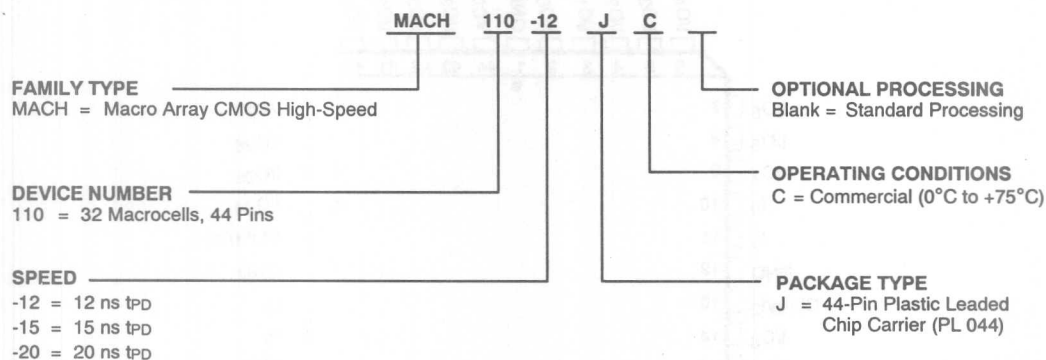 MACH 110 -12 J C
FAMILY TYPE
MACH = Macro Array CMOS High-Speed
DEVICE NUMBER
110 = 32 Macrocells, 44 Pins
SPEED
-12 = 12 ns tPD
-15 = 15 ns tPD
-20 = 20 ns tPD
OPTIONAL PROCESSING
Blank = Standard Processing
OPERATING CONDITIONS
C = Commercial (0°C to +75°C)
PACKAGE TYPE
J = 44-Pin Plastic Leaded
Chip Carrier (PL 044)